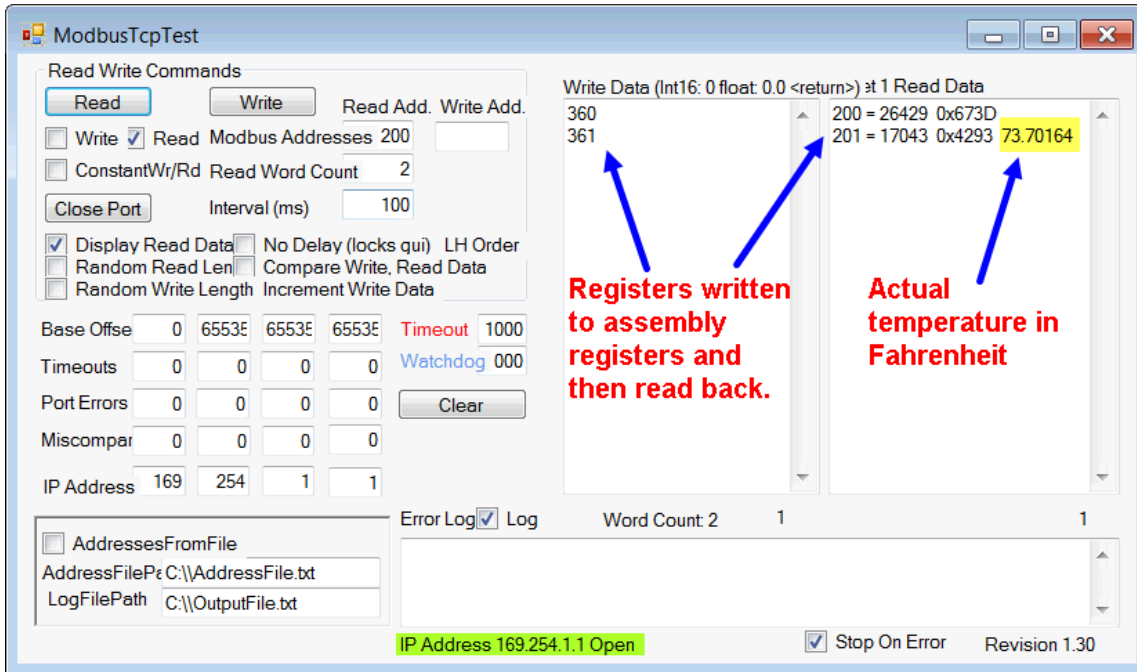 ModbusTcpTest
Read Write Commands
Read Write Read Add. Write Add.
Write Read Modbus Addresses 200
ConstantWr/Rd Read Word Count 2
Close Port Interval (ms) 100
Display Read Data No Delay (locks gui) LH Order
Random Read Len Compare Write, Read Data
Random Write Length Increment Write Data
Base Offse 0 65535 65535 65535 Timeout 1000
Timeouts 0 0 0 0 Watchdog 000
Port Errors 0 0 0 0 Clear
Miscompar 0 0 0 0
IP Address 169 254 1 1
AddressesFromFile
AddressFilePa C:\\AddressFile.txt
LogFilePath C:\\OutputFile.txt
Write Data (Int16: 0 float: 0.0 <return>)
360
361
et 1 Read Data
200 = 26429 0x673D
201 = 17043 0x4293 73.70164
Registers written
to assembly
registers and
then read back.
Actual
temperature in
Fahrenheit
Error Log Log Word Count: 2 1 1
IP Address 169.254.1.1 Open
Stop On Error Revision 1.30